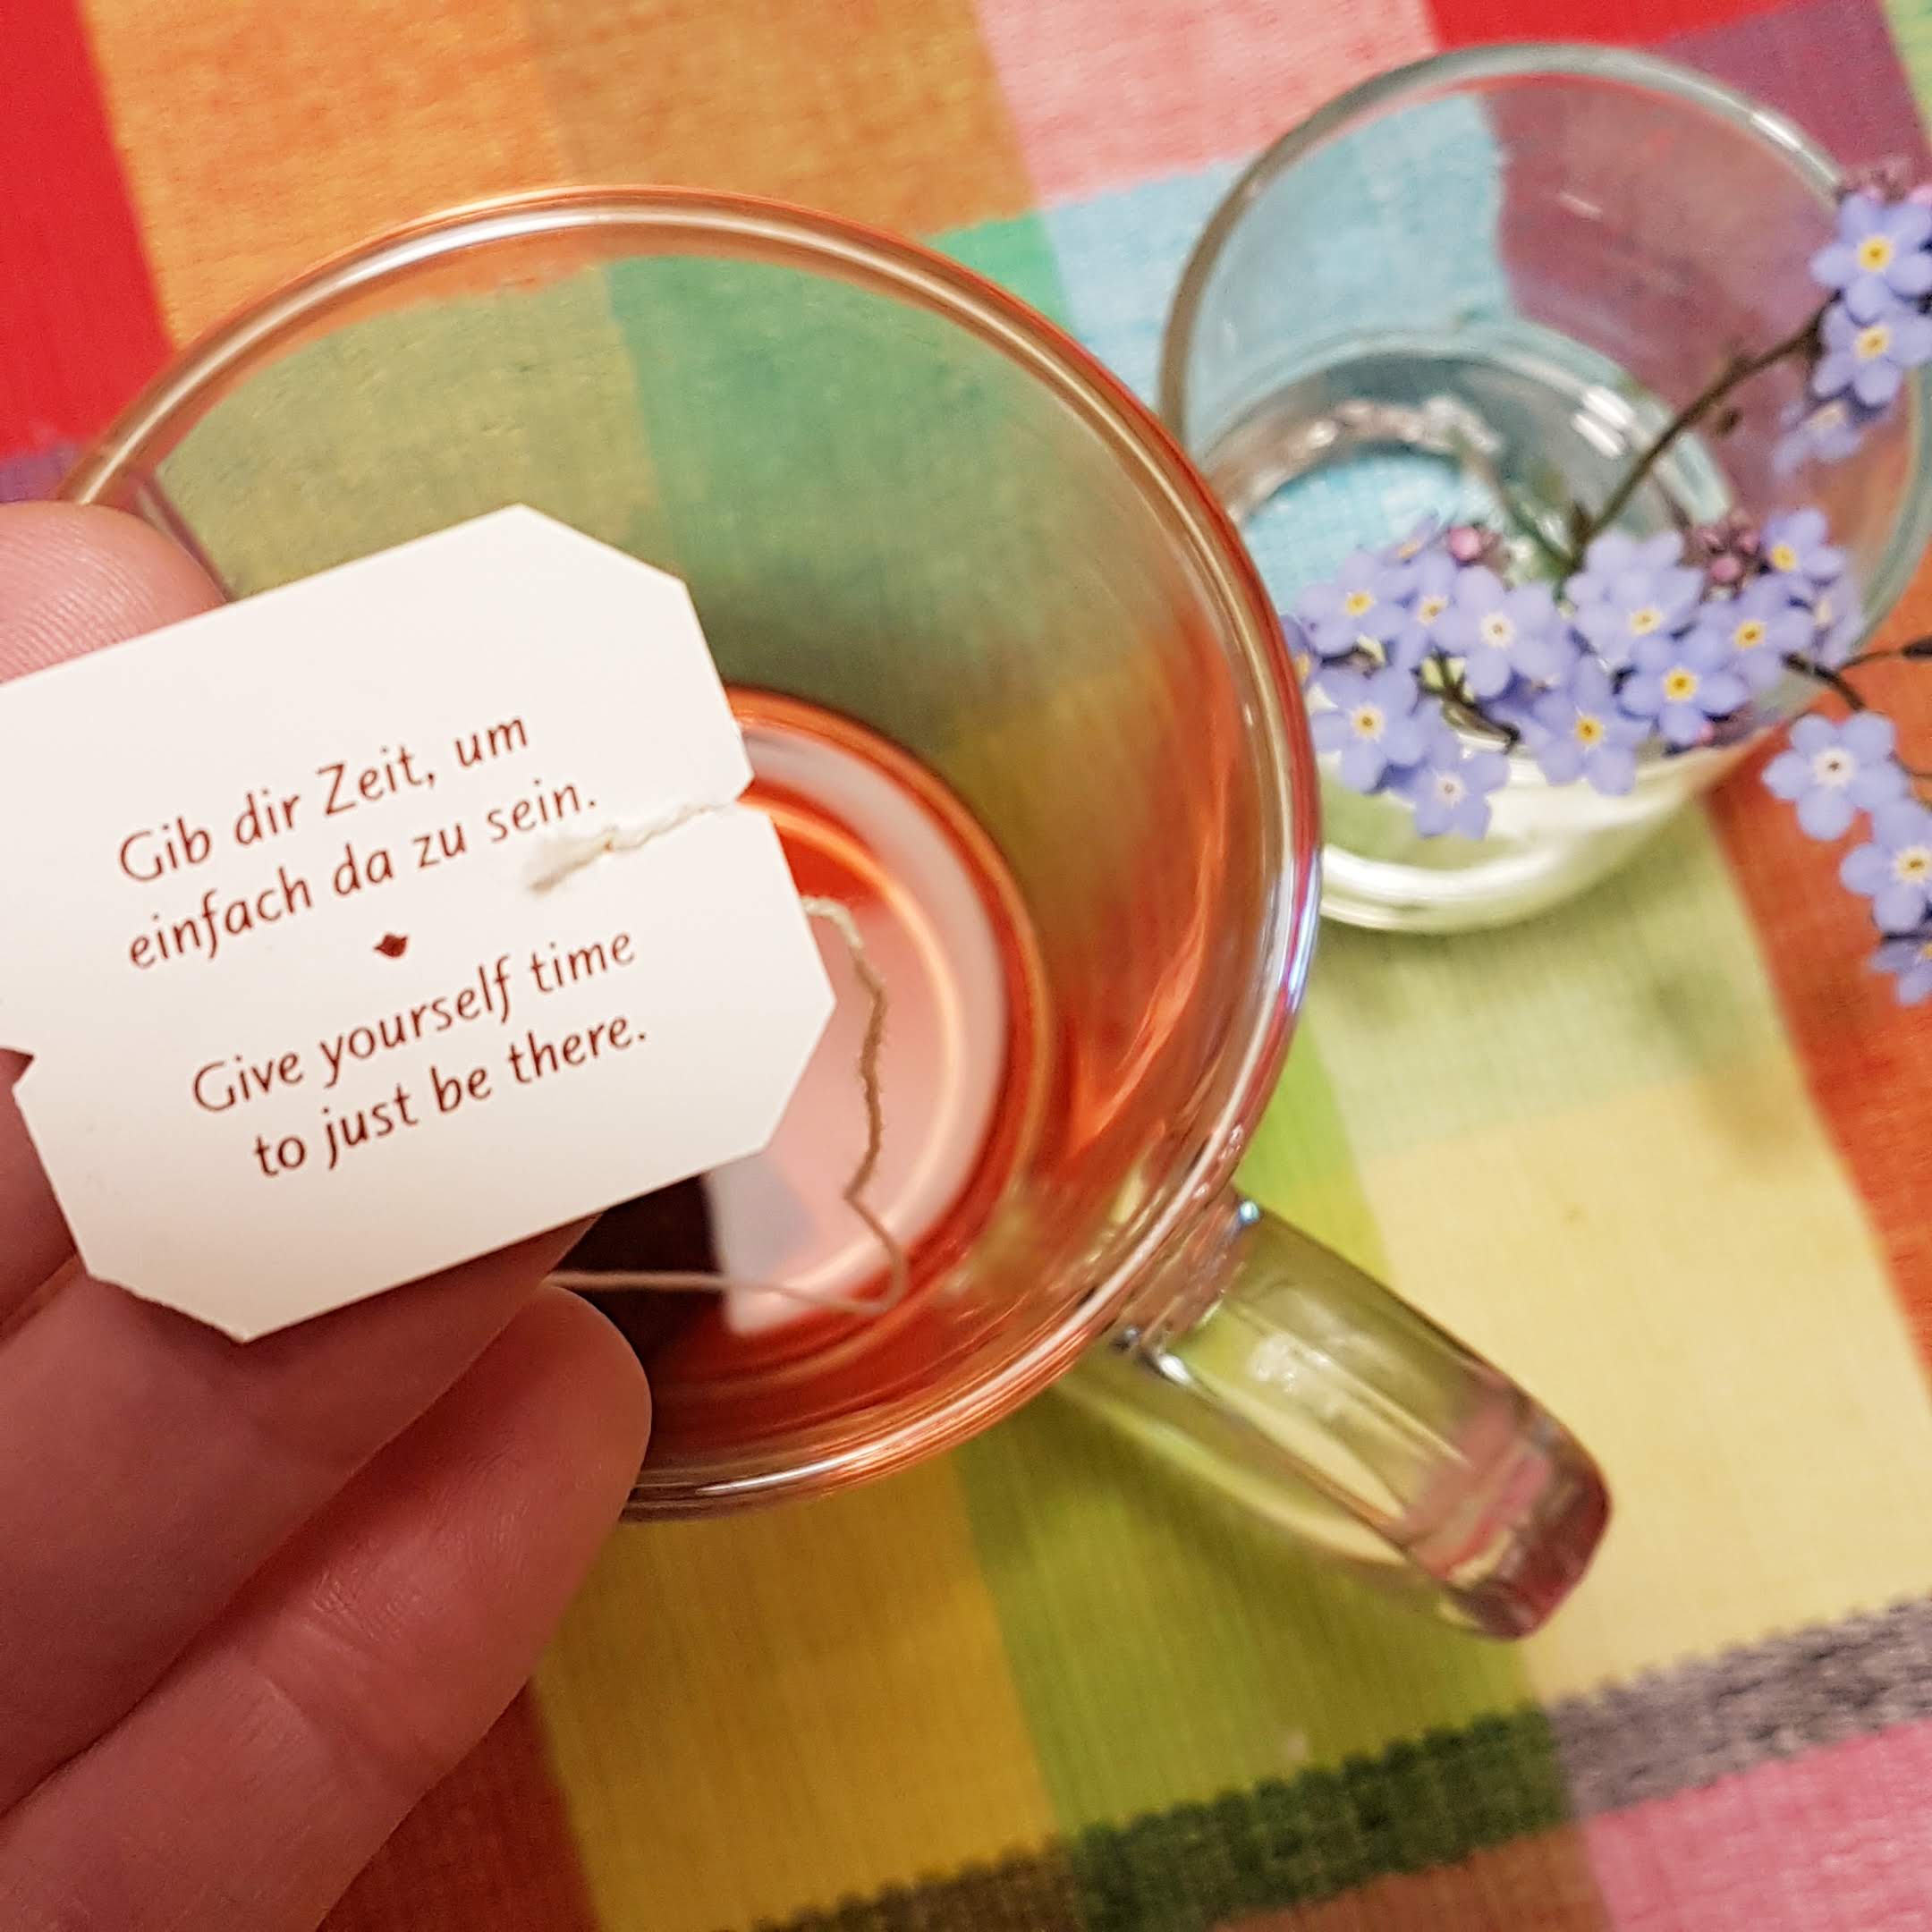 Gib dir Zeit, um
einfach da zu sein.
Give yourself time
to just be there.